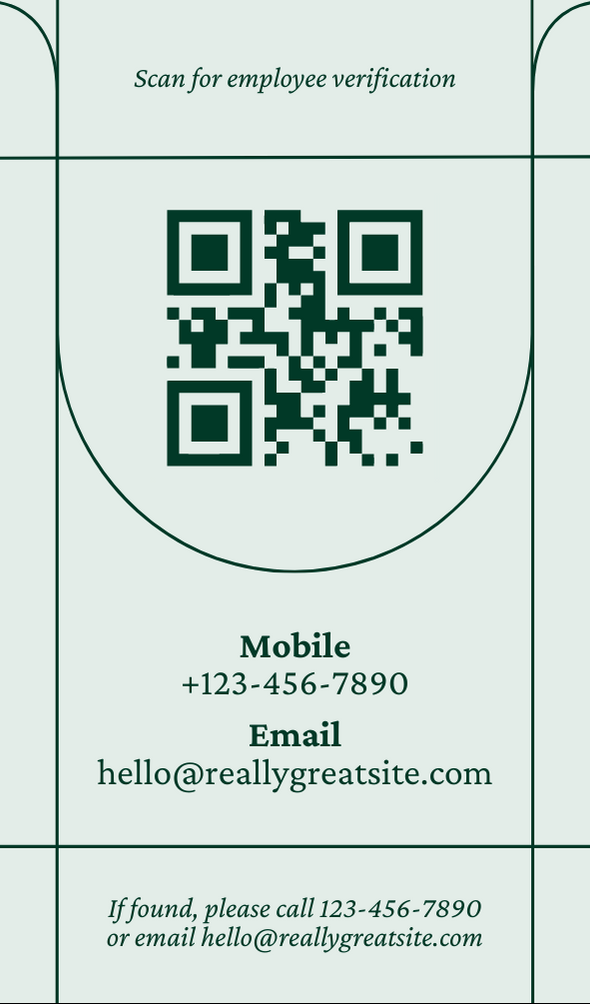 Scan for employee verification
Mobile
+123-456-7890
Email
hello@reallygreatsite.com
If found, please call 123-456-7890
or email hello@reallygreatsite.com